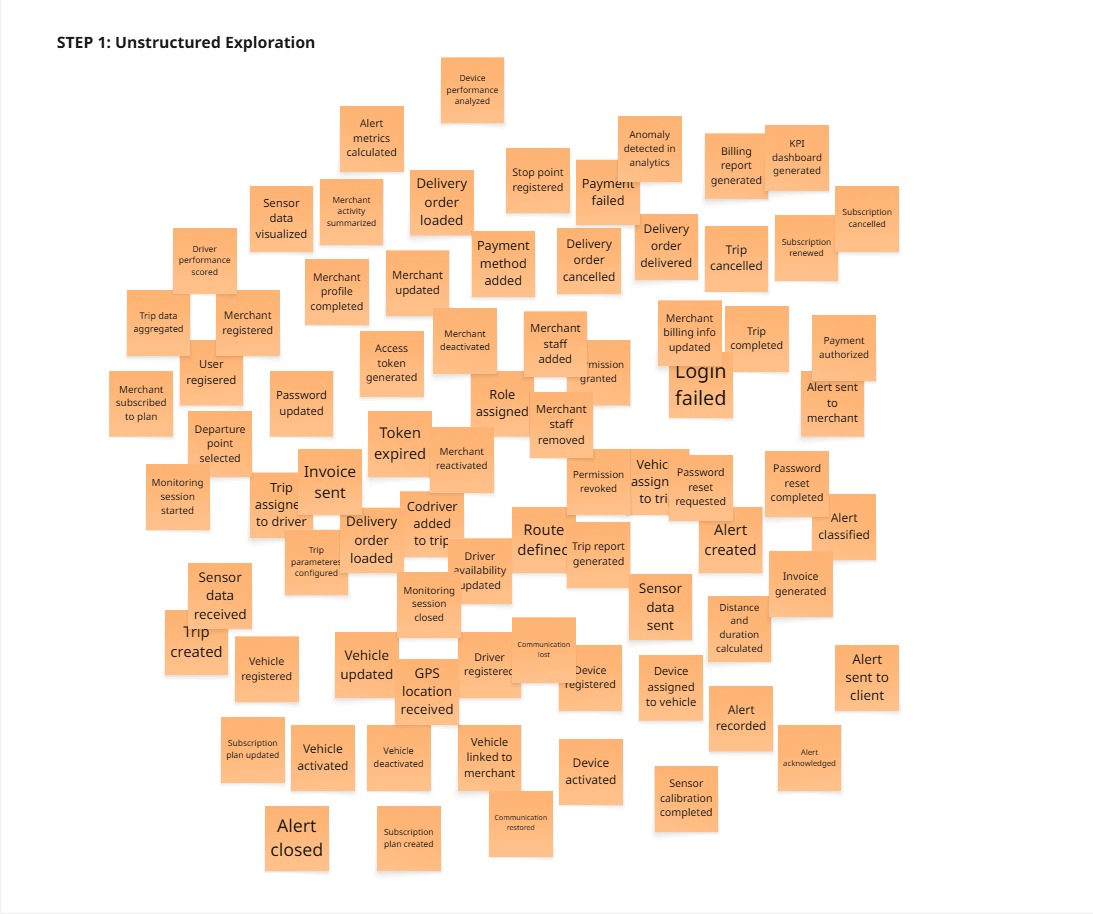 STEP 1: Unstructured Exploration
Device
performance
analyzed
Alert
metrics
calculated
Anomaly
detected in
analytics
Billing
report
generated
KPI
dashboard
generated
Stop point
registered
Payment
failed
Delivery
order
loaded
Sensor
data
visualized
Merchant
activity
summarized
Subscription
cancelled
Driver
performance
scored
Payment
method
added
Delivery
order
cancelled
Delivery
order
delivered
Trip
cancelled
Subscription
renewed
Merchant
profile
completed
Merchant
updated
Trip data
aggregated
Merchant
registered
Merchant
deactivated
Merchant
staff
added
Merchant
billing info
updated
Trip
completed
Payment
authorized
User
regisered
Access
token
generated
granted
Login
failed
Merchant
subscribed
to plan
Password
updated
Role
assigned
Merchant
staff
removed
Alert sent
to
merchant
Departure
point
selected
Token
expired
Merchant
reactivated
Monitoring
session
started
Trip
to driver
Invoice
sent
Permission
revoked
to
Password
reset
requested
Password
reset
completed
Alert
classified
Delivery
order
loaded
Codriver
added
to trip
Route
Trip report
generated
Alert
created
Trip
configured
Driver
updated
Invoice
generated
Sensor
data
received
Monitoring
session
closed
Sensor
data
sent
Distance
and
duration
calculated
Trip
created
Vehicle
registered
Vehicle
updated
GPS
location
received
Driver
registered
Communication
lost
Device
registered
Device
assigned
to vehicle
Alert
sent to
client
Alert
recorded
Subscription
plan updated
Vehicle
activated
Vehicle
deactivated
Vehicle
linked to
merchant
Device
activated
Alert
acknowledged
Sensor
calibration
completed
Alert
closed
Subscription
plan created
Communication
restored